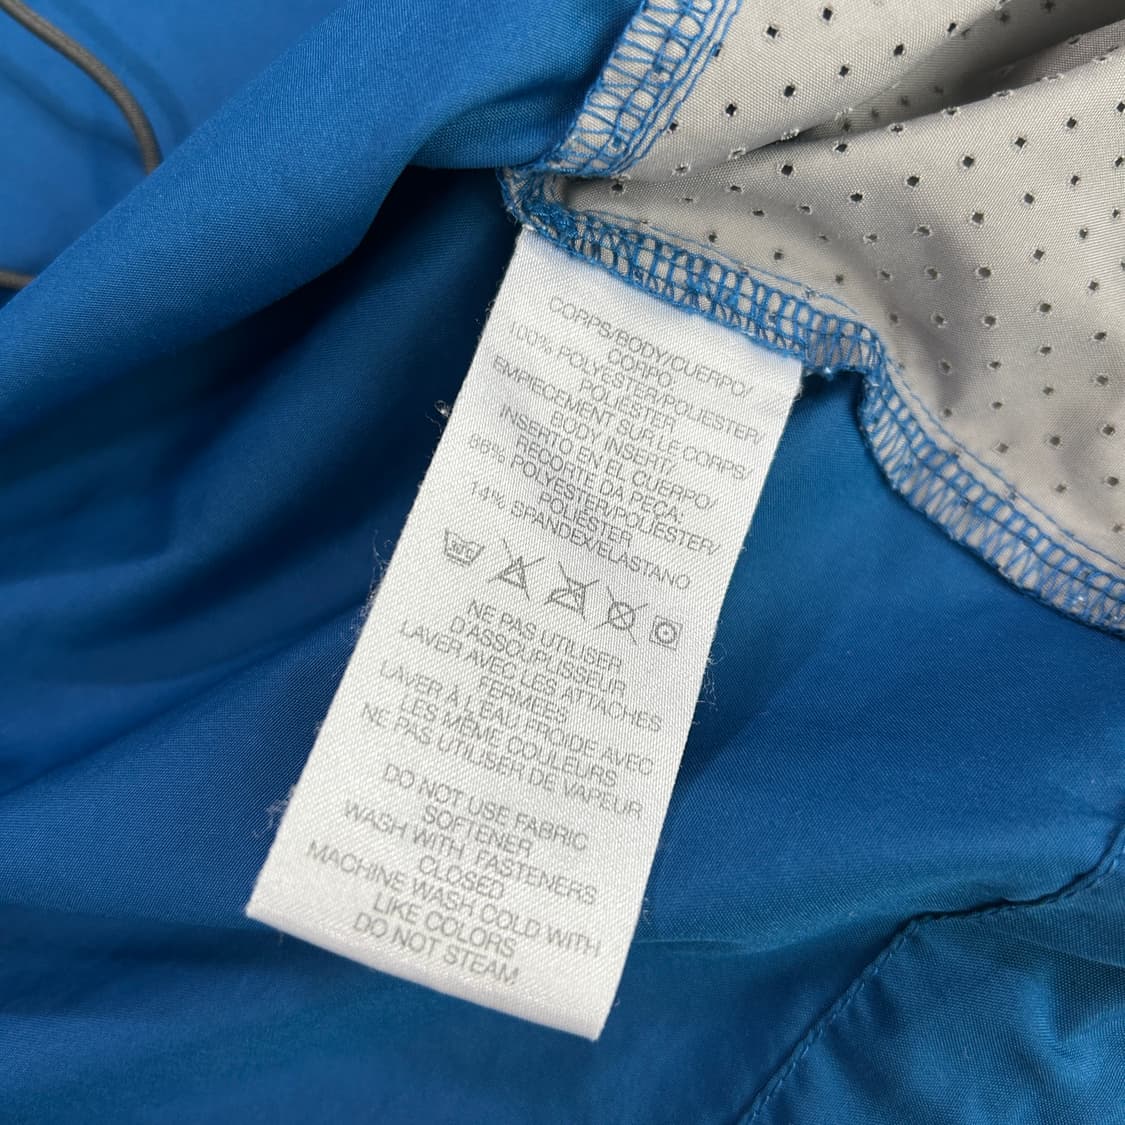 CORPS/BODY/CUERPO/
CORPO:
100% POLYESTER/POLIESTER/
POLIESTER
EMPIECEMENT SUR LE CORPS/
BODY INSERT/
INSERTO EN EL CUERPO/
RECORTE DA PEÇA:
86% POLYESTER/POLIESTER/
POLIESTER
14% SPANDEX/ELASTANO
NE PAS UTILISER
D'ASSOUPLISSEUR
LAVER AVEC LES ATTACHES
FERMEES
LAVER À L'EAU FROIDE AVEC
LES MÊME COULEURS
NE PAS UTILISER DE VAPEUR
DO NOT USE FABRIC
SOFTENER
WASH WITH FASTENERS
CLOSED
MACHINE WASH COLD WITH
LIKE COLORS
DO NOT STEAM